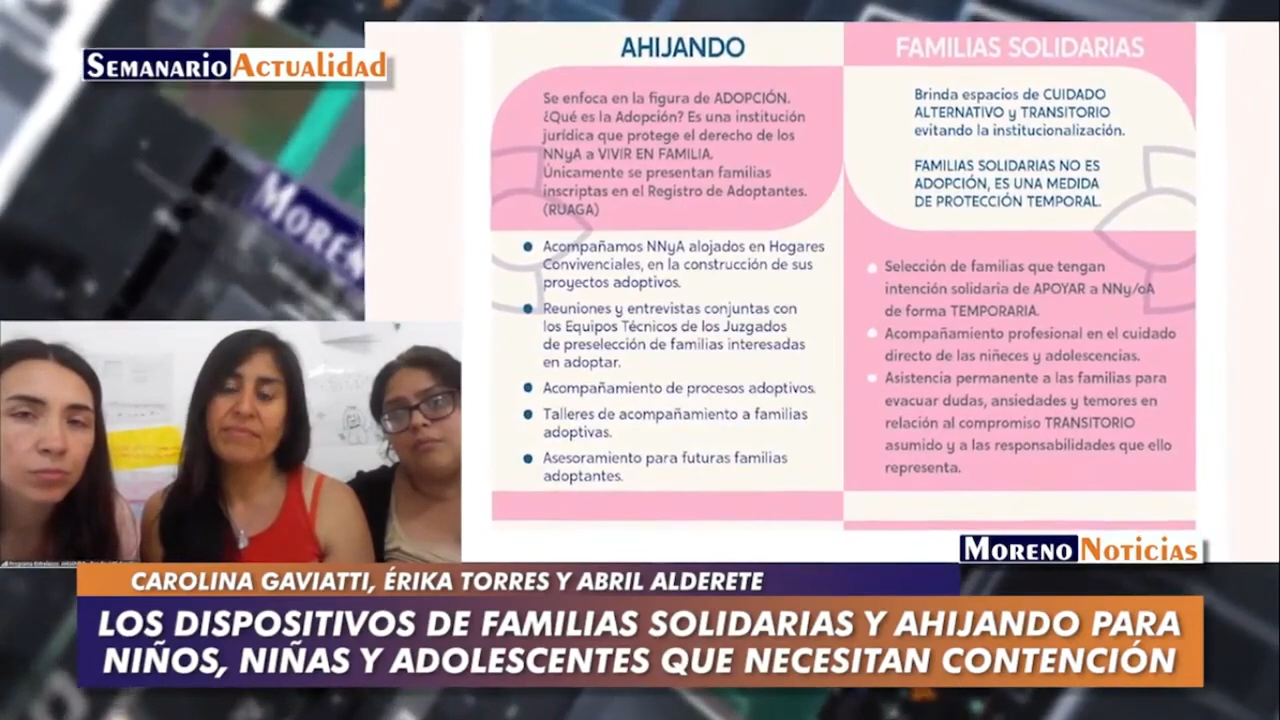 SEMANARIO ACTUALIDAD
MORENO
AHIJANDO
Se enfoca en la figura de ADOPCIÓN.
¿Qué es la Adopción? Es una institución
jurídica que protege el derecho de los
NNyA a VIVIR EN FAMILIA.
Únicamente se presentan familias
inscriptas en el Registro de Adoptantes.
(RUAGA)
Acompañamos NNyA alojados en Hogares
Convivenciales, en la construcción de sus
proyectos adoptivos.
Reuniones y entrevistas conjuntas con
los Equipos Técnicos de los Juzgados
de preselección de familias interesadas
en adoptar.
Acompañamiento de procesos adoptivos.
Talleres de acompañamiento a familias
adoptivas.
Asesoramiento para futuras familias
adoptantes.
FAMILIAS SOLIDARIAS
Brinda espacios de CUIDADO
ALTERNATIVO y TRANSITORIO
evitando la institucionalización.
FAMILIAS SOLIDARIAS NO ES
ADOPCIÓN, ES UNA MEDIDA
DE PROTECCIÓN TEMPORAL.
Selección de familias que tengan
intención solidaria de APOYAR a NNy/oA
de forma TEMPORARIA.
Acompañamiento profesional en el cuidado
directo de las niñeces y adolescencias.
Asistencia permanente a las familias para
evacuar dudas, ansiedades y temores en
relación al compromiso TRANSITORIO
asumido y a las responsabilidades que ello
representa.
MORENO NOTICIAS
CAROLINA GAVIATTI, ÉRIKA TORRES Y ABRIL ALDERETE
LOS DISPOSITIVOS DE FAMILIAS SOLIDARIAS Y AHIJANDO PARA
NIÑOS, NIÑAS Y ADOLESCENTES QUE NECESITAN CONTENCIÓN